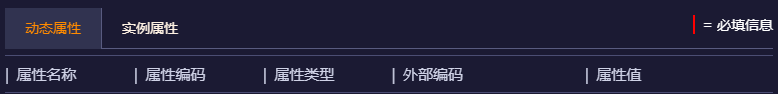 动态属性 实例属性 | = 必填信息
| 属性名称 | 属性编码 | 属性类型 | 外部编码 | 属性值